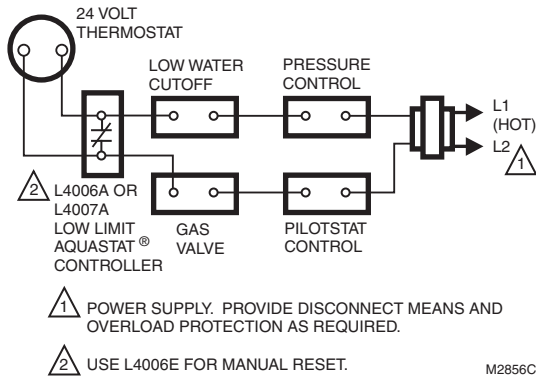 24 VOLT
THERMOSTAT
LOW WATER
CUTOFF
PRESSURE
CONTROL
L1
(HOT)
L2
1
2
L4006A OR
L4007A
LOW LIMIT
AQUASTAT ®
CONTROLLER
GAS
VALVE
PILOTSTAT
CONTROL
1 POWER SUPPLY. PROVIDE DISCONNECT MEANS AND
OVERLOAD PROTECTION AS REQUIRED.
2 USE L4006E FOR MANUAL RESET.
M2856C